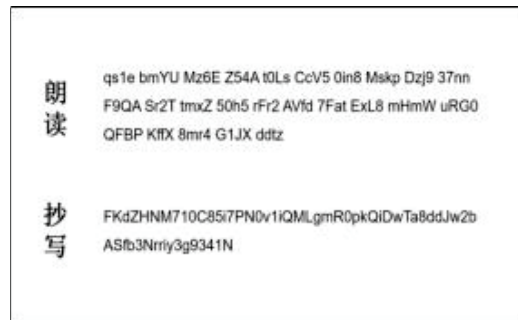 朗读
qs1e bmYU Mz6E Z54A t0Ls CcV5 0in8 Mskp Dzj9 37nn
F9QA Sr2T tmxZ 50h5 rFr2 AVfd 7Fat ExL8 mHmW uRG0
QFBP KffX 8mr4 G1JX ddtz
抄写
FKdZHNM710C85i7PN0v1iQMLgmR0pkQiDwTa8ddJw2b
ASfb3Nrriy3g9341N